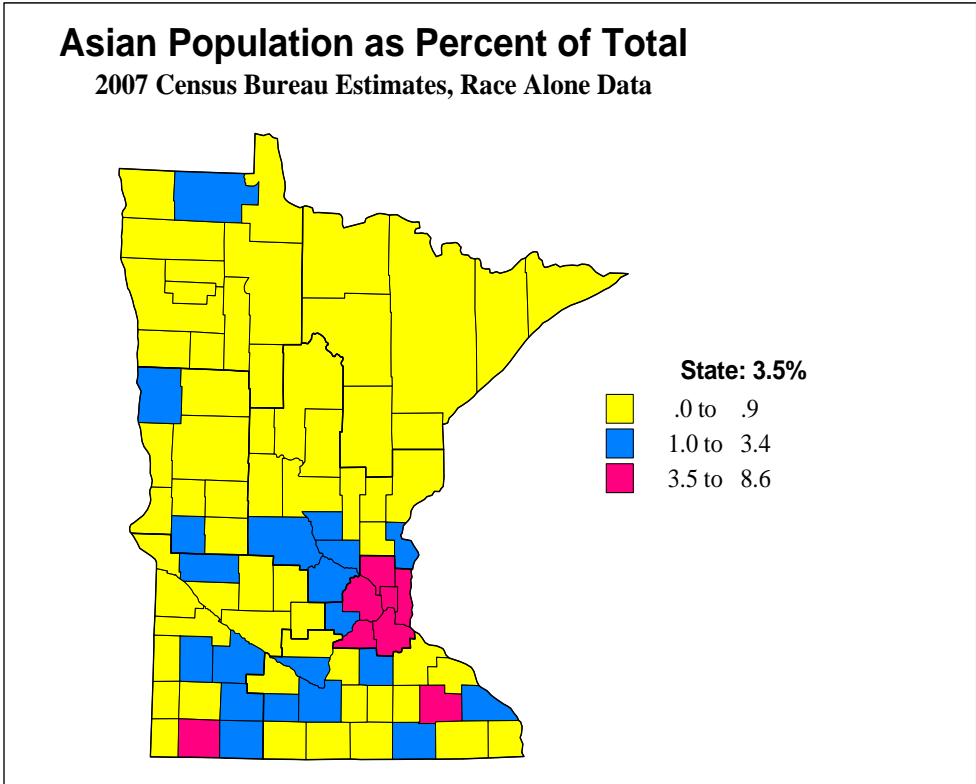 Asian Population as Percent of Total
2007 Census Bureau Estimates, Race Alone Data
State: 3.5%
.0 to .9
1.0 to 3.4
3.5 to 8.6